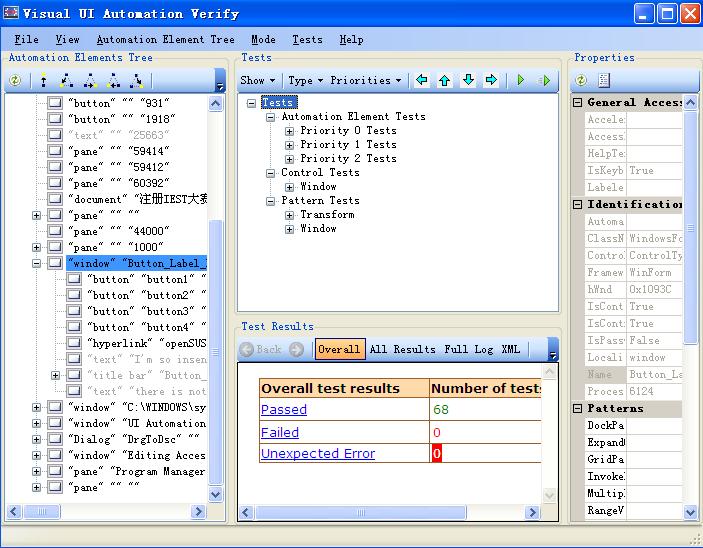 Visual UI Automation Verify
File View Automation Element Tree Mode Tests Help
Automation Elements Tree
"button" "" "931"
"button" "" "1918"
"text" "" "25663"
"pane" "" "59414"
"pane" "" "59412"
"pane" "" "60392"
"document" "注册IEST大赛
"pane" "" ""
"pane" "" "44000"
"pane" "" "1000"
"window" "Button_Label_
"button" "button1" "
"button" "button2" "
"button" "button3" "
"button" "button4" "
"hyperlink" "openSUS
"text" "I'm so insen
"title bar" "Button_
"text" "there is not
"window" "C:\WINDOWS\sy
"window" "UI Automation
"Dialog" "DrgToDsc" ""
"window" "Editing Acces
"pane" "Program Manager
"pane" "" ""
Tests
Show Type Priorities
Tests
Automation Element Tests
Priority 0 Tests
Priority 1 Tests
Priority 2 Tests
Control Tests
Window
Pattern Tests
Transform
Window
Test Results
Back Overall All Results Full Log XML
Overall test results Number of tests
Passed 68
Failed 0
Unexpected Error 0
Properties
General Access
Accele
Access
HelpTe
IsKeyb True
Labele
Identification
Automa
ClassN WindowsFo
Contro ControlTy
Framew WinForm
hWnd 0x1093C
IsCont True
IsCont True
IsPass False
Locali window
Name Button_La
Proces 6124
Patterns
DockPa
Expand
GridPa
Invoke
Multip
RangeV